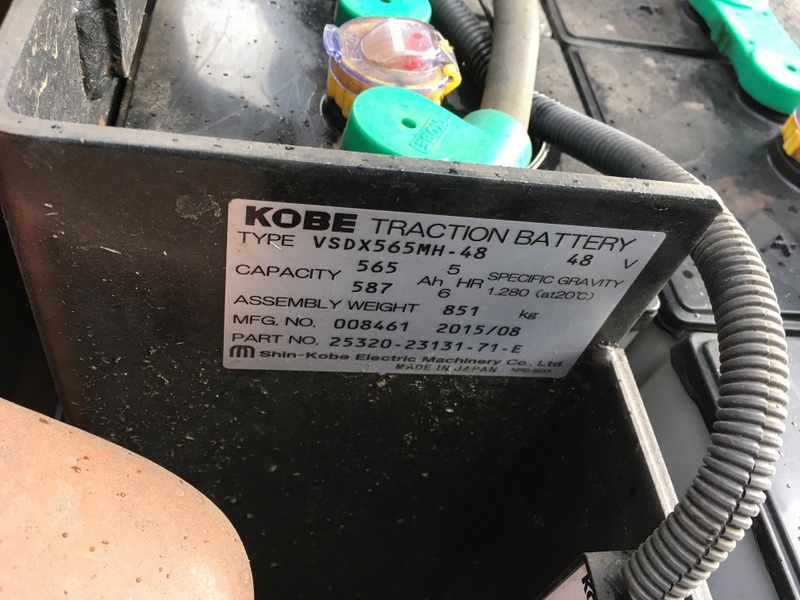 KOBE TRACTION BATTERY
TYPE VSDX565MH-48 48 V
CAPACITY 565 Ah 5 HR SPECIFIC GRAVITY
587 6 1.280 (at20℃)
ASSEMBLY WEIGHT 851 kg
MFG. NO. 008461 2015/08
PART NO. 25320-23131-71-E
Shin-Kobe Electric Machinery Co., Ltd.
MADE IN JAPAN